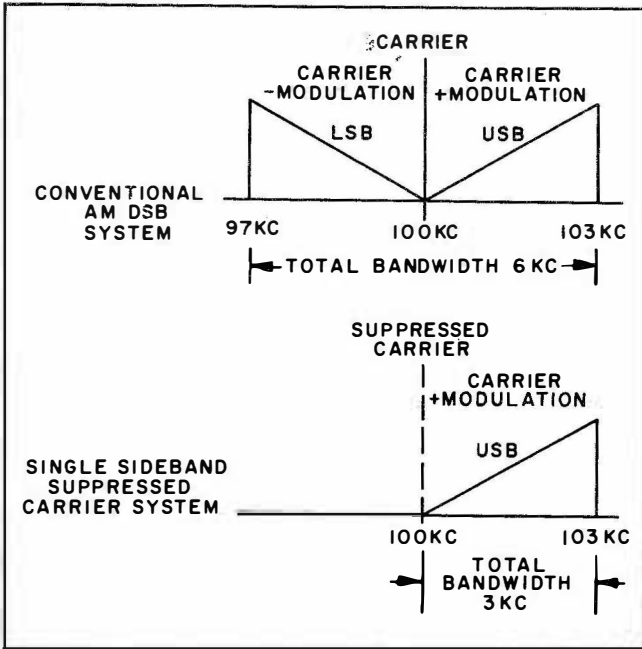 CARRIER
CARRIER
-MODULATION
CARRIER
+MODULATION
LSB
USB
CONVENTIONAL
AM DSB
SYSTEM
97KC
100KC
103KC
TOTAL BANDWIDTH 6KC
SUPPRESSED
CARRIER
CARRIER
+MODULATION
USB
SINGLE SIDEBAND
SUPPRESSED
CARRIER SYSTEM
100KC
103KC
TOTAL
BANDWIDTH
3KC